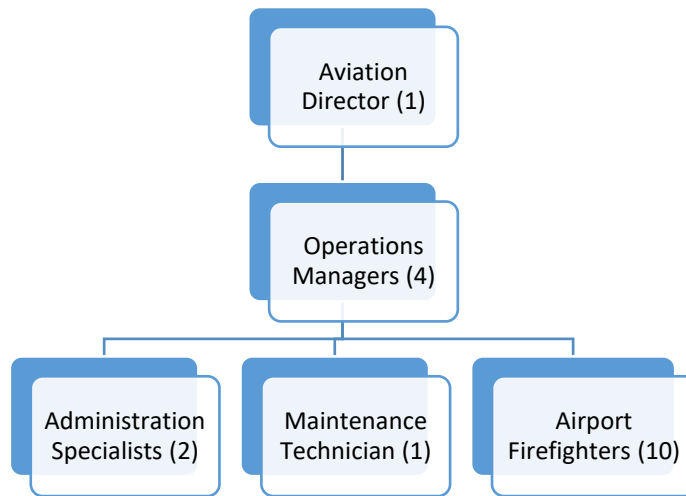 Aviation
Director (1)
Operations
Managers (4)
Administration
Specialists (2)
Maintenance
Technician (1)
Airport
Firefighters (10)